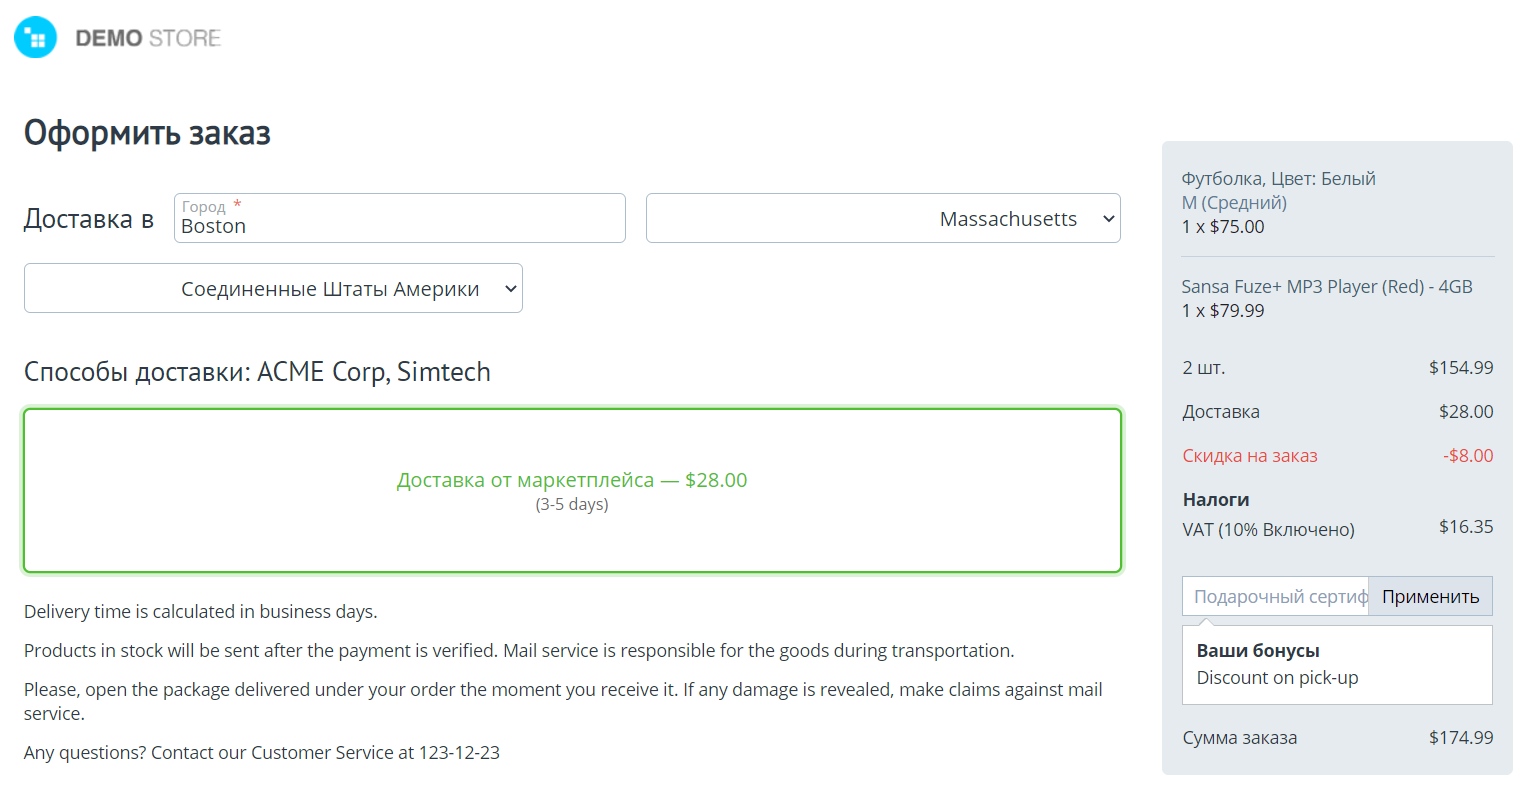 DEMO STORE
Оформить заказ
Доставка в
Город *
Boston
Massachusetts
Соединенные Штаты Америки
Способы доставки: ACME Corp, Simtech
Доставка от маркетплейса — $28.00
(3-5 days)
Delivery time is calculated in business days.
Products in stock will be sent after the payment is verified. Mail service is responsible for the goods during transportation.
Please, open the package delivered under your order the moment you receive it. If any damage is revealed, make claims against mail
service.
Any questions? Contact our Customer Service at 123-12-23
Футболка, Цвет: Белый
M (Средний)
1 x $75.00
Sansa Fuze+ MP3 Player (Red) - 4GB
1 x $79.99
2 шт. $154.99
Доставка $28.00
Скидка на заказ -$8.00
Налоги
VAT (10% Включено) $16.35
Подарочный сертиф Применить
Ваши бонусы
Discount on pick-up
Сумма заказа $174.99